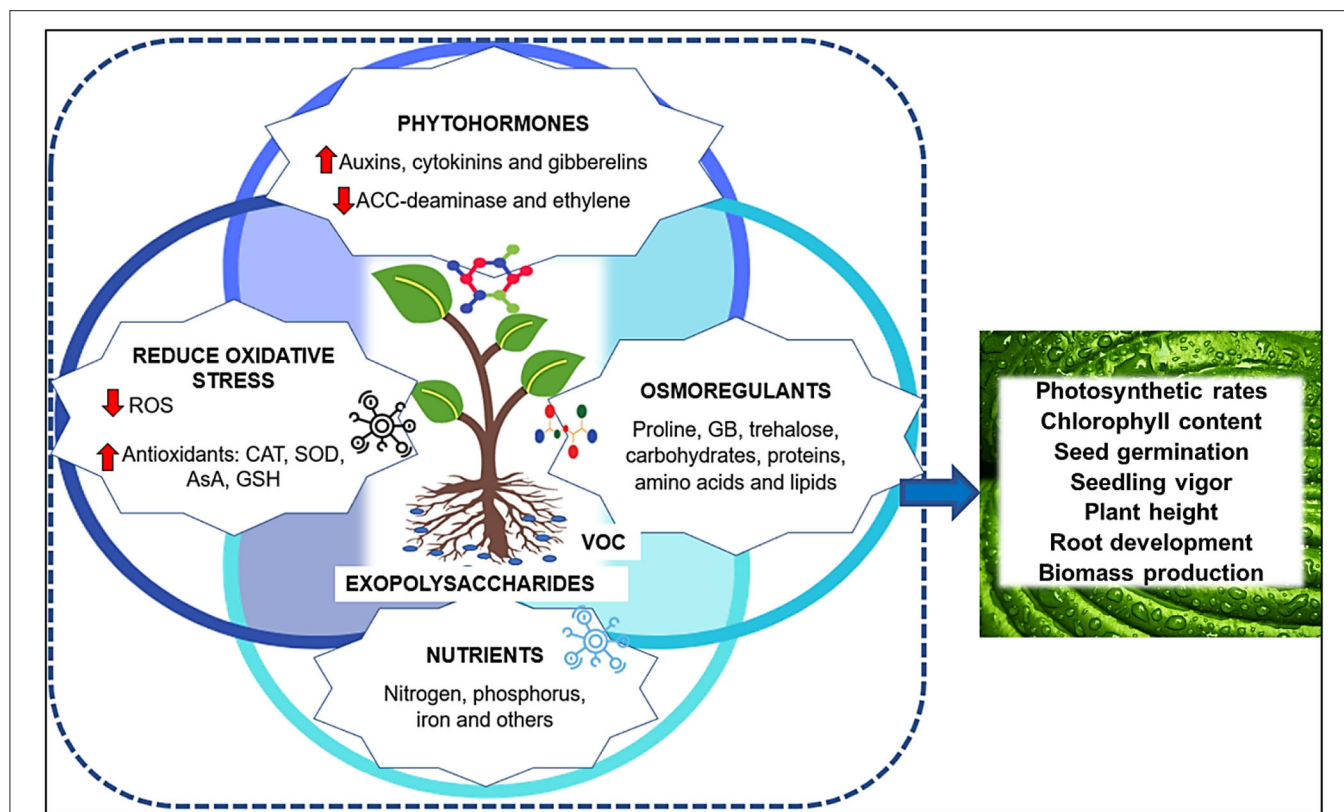 PHYTOHORMONES
Auxins, cytokinins and gibberelins
ACC-deaminase and ethylene
REDUCE OXIDATIVE
STRESS
ROS
Antioxidants: CAT, SOD,
AsA, GSH
OSMOREGULANTS
Proline, GB, trehalose,
carbohydrates, proteins,
amino acids and lipids
VOC
EXOPOLYSACCHARIDES
NUTRIENTS
Nitrogen, phosphorus,
iron and others
Photosynthetic rates
Chlorophyll content
Seed germination
Seedling vigor
Plant height
Root development
Biomass production